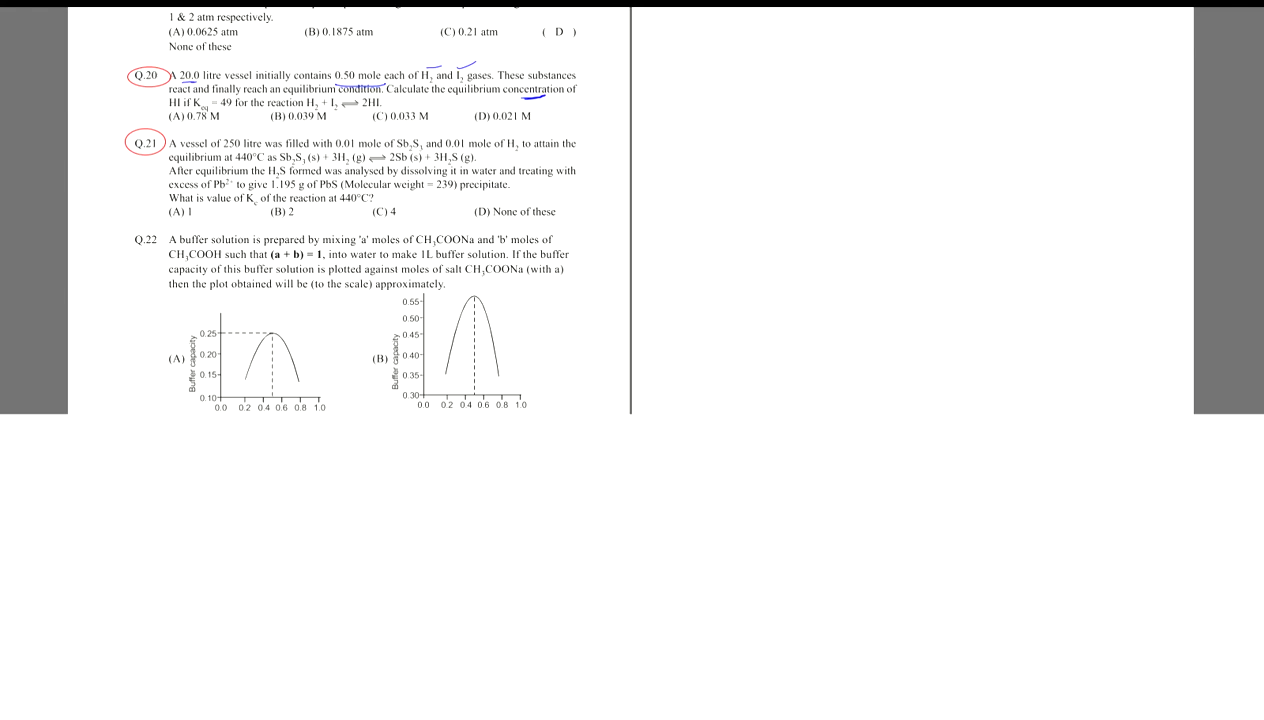 1 & 2 atm respectively.
(A) 0.0625 atm (B) 0.1875 atm (C) 0.21 atm ( D )
None of these
Q.20 A 20.0 litre vessel initially contains 0.50 mole each of H₂ and I₂ gases. These substances
react and finally reach an equilibrium condition. Calculate the equilibrium concentration of
HI if K_eq = 49 for the reaction H₂ + I₂ ⇌ 2HI.
(A) 0.78 M (B) 0.039 M (C) 0.033 M (D) 0.021 M
Q.21 A vessel of 250 litre was filled with 0.01 mole of Sb₂S₃ and 0.01 mole of H₂ to attain the
equilibrium at 440°C as Sb₂S₃ (s) + 3H₂ (g) ⇌ 2Sb (s) + 3H₂S (g).
After equilibrium the H₂S formed was analysed by dissolving it in water and treating with
excess of Pb²⁺ to give 1.195 g of PbS (Molecular weight = 239) precipitate.
What is value of K_c of the reaction at 440°C?
(A) 1 (B) 2 (C) 4 (D) None of these
Q.22 A buffer solution is prepared by mixing 'a' moles of CH₃COONa and 'b' moles of
CH₃COOH such that (a + b) = 1, into water to make 1L buffer solution. If the buffer
capacity of this buffer solution is plotted against moles of salt CH₃COONa (with a)
then the plot obtained will be (to the scale) approximately.
(A)
Buffer capacity
0.25
0.20
0.15
0.10
0.0 0.2 0.4 0.6 0.8 1.0
(B)
Buffer capacity
0.55
0.50
0.45
0.40
0.35
0.30
0.0 0.2 0.4 0.6 0.8 1.0